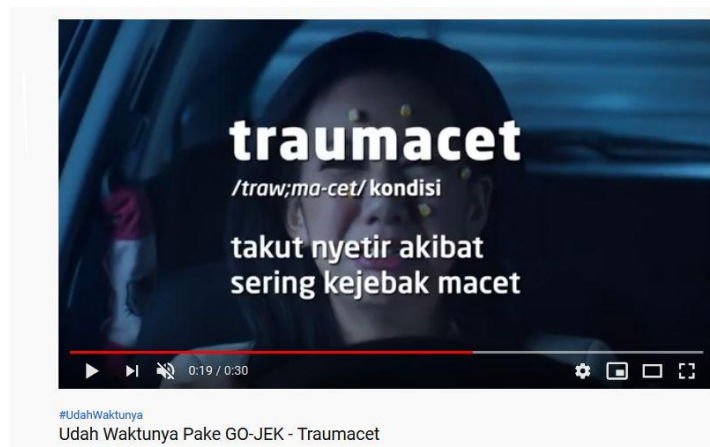 traumacet
/traw;ma-cet/ kondisi
takut nyetir akibat
sering kejebak macet
0:19 / 0:30
#UdahWaktunya
Udah Waktunya Pake GO-JEK - Traumacet